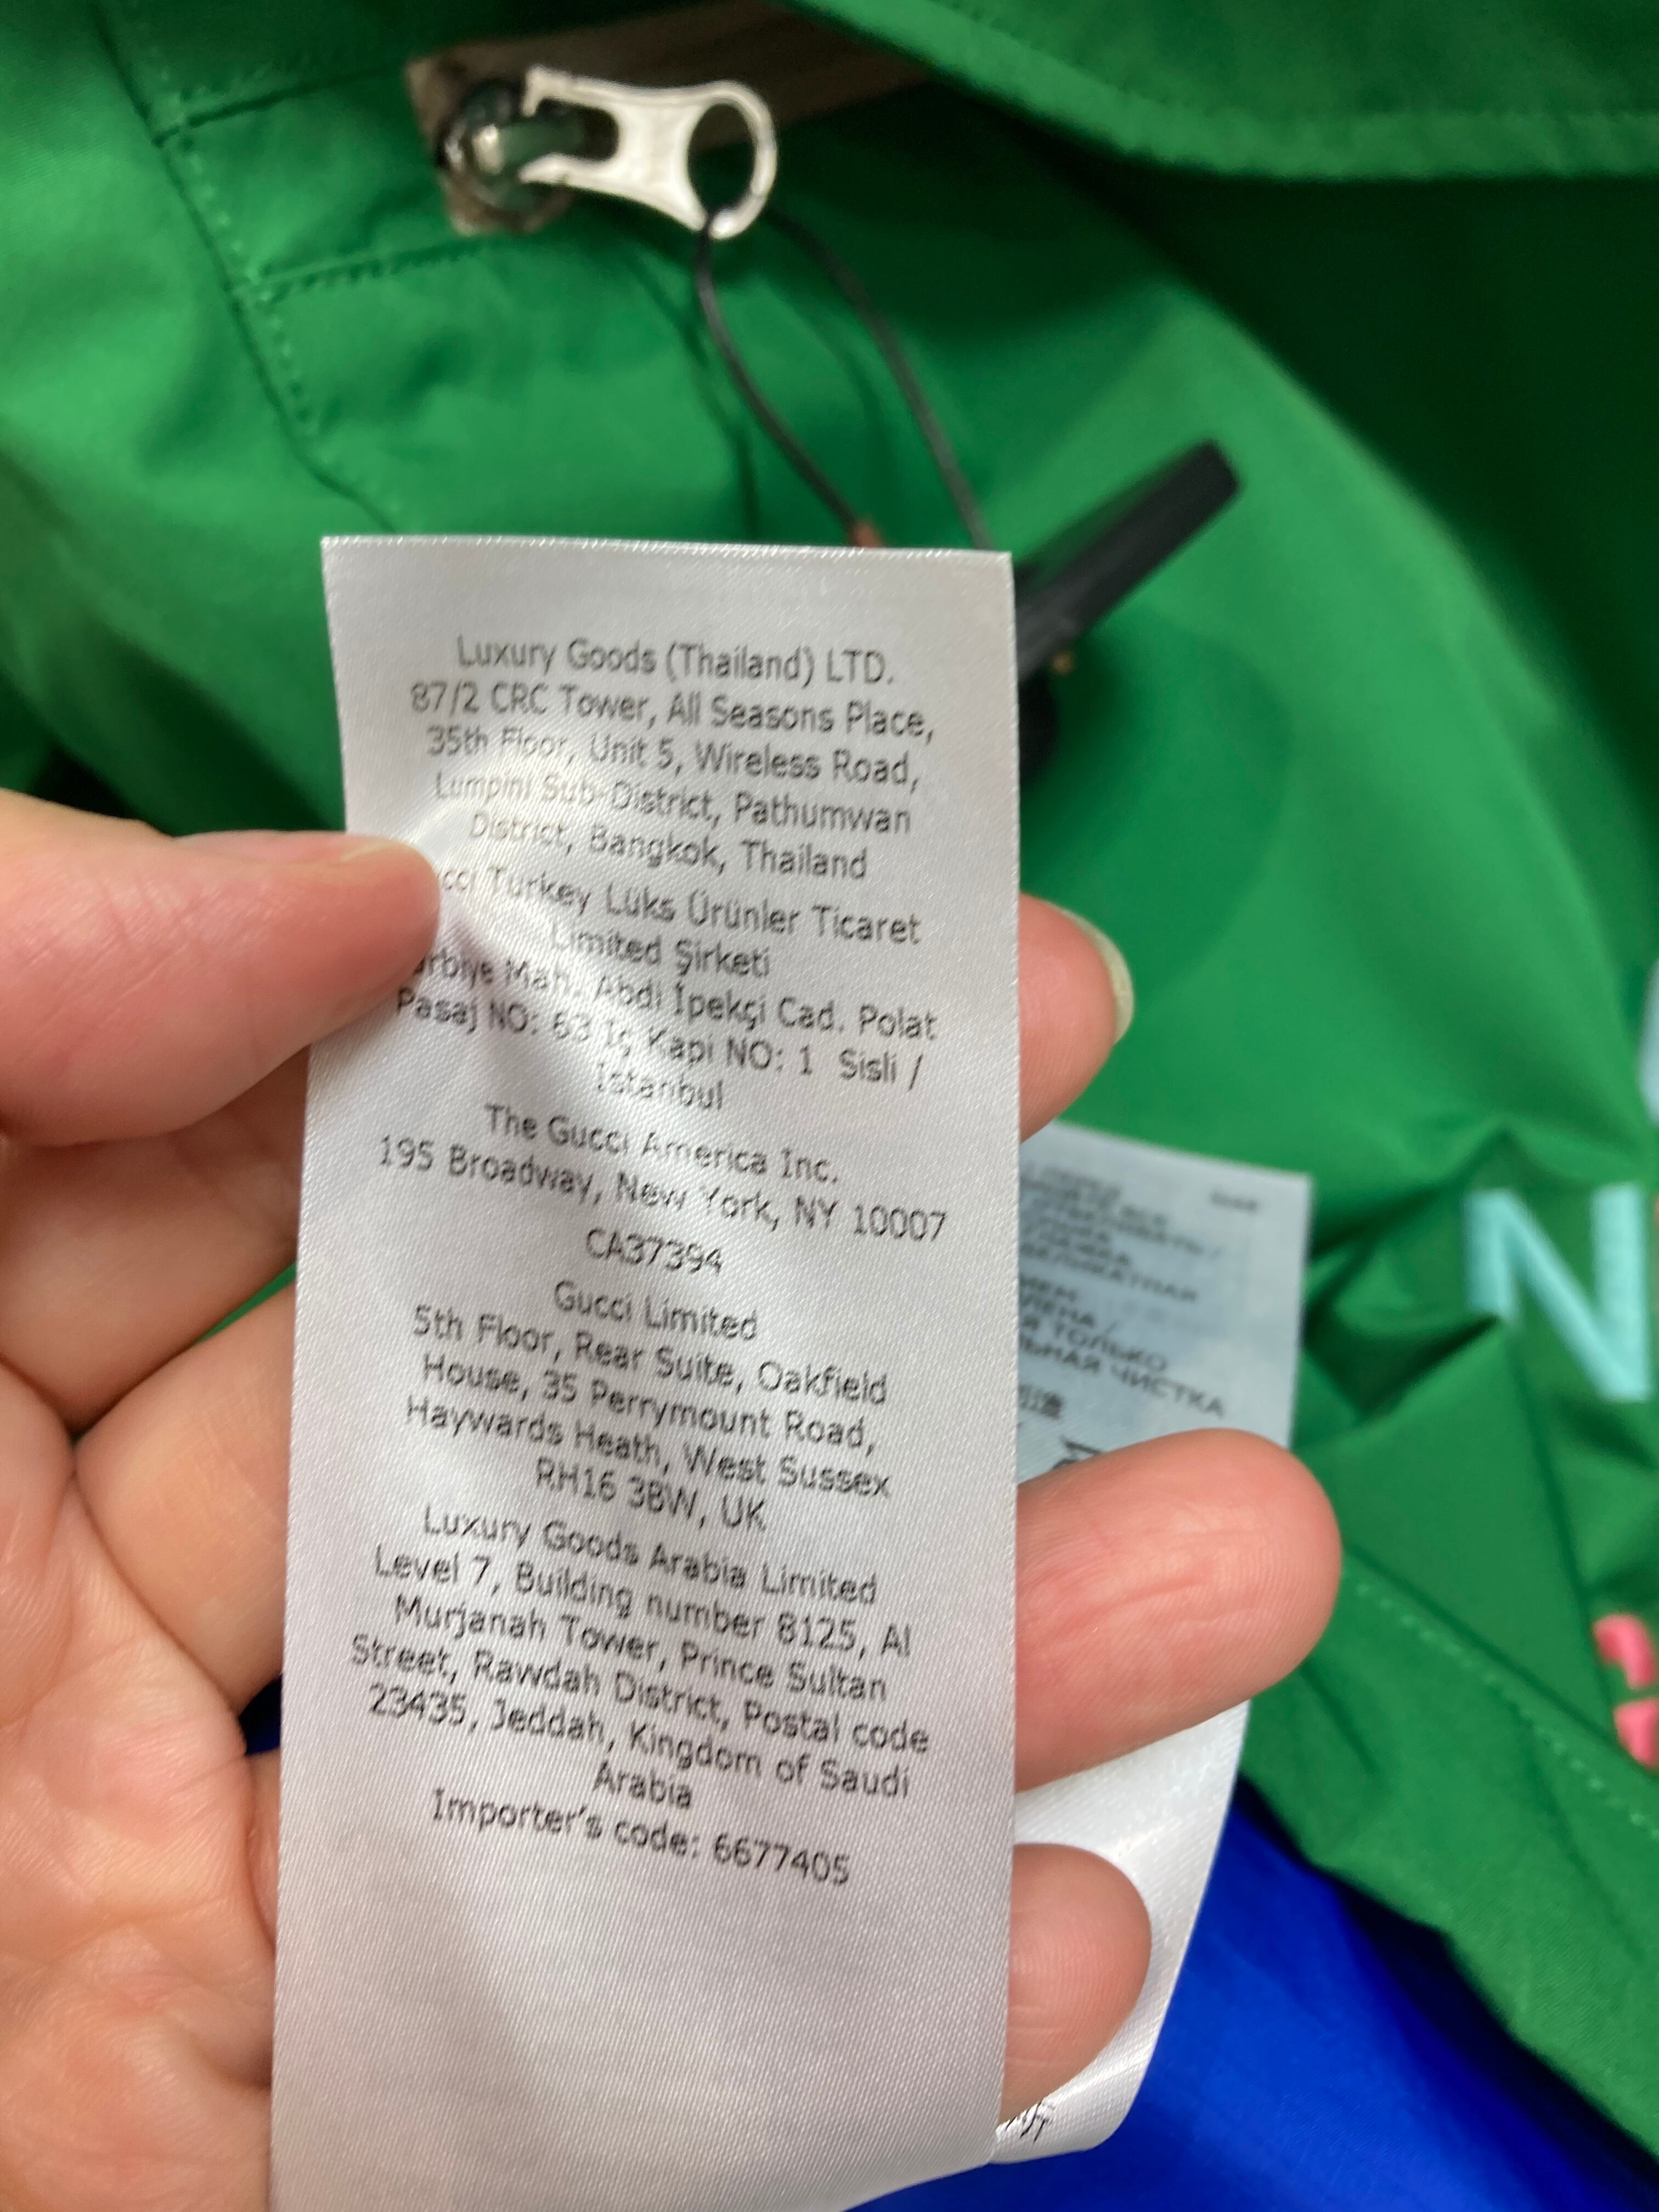 Luxury Goods (Thailand) LTD.
87/2 CRC Tower, All Seasons Place,
35th Floor, Unit 5, Wireless Road,
Lumpini Sub-District, Pathumwan
District, Bangkok, Thailand
Turkey Lüks Ürünler Ticaret
Limited Şirketi
Mah. Abdi İpekçi Cad. Polat
Pasaj NO: 63 İç Kapi NO: 1 Sisli /
Istanbul
The Gucci America Inc.
195 Broadway, New York, NY 10007
CA37394
Gucci Limited
5th Floor, Rear Suite, Oakfield
House, 35 Perrymount Road,
Haywards Heath, West Sussex
RH16 3BW, UK
Luxury Goods Arabia Limited
Level 7, Building number 8125, Al
Murjanah Tower, Prince Sultan
Street, Rawdah District, Postal code
23435, Jeddah, Kingdom of Saudi
Arabia
Importer's code: 6677405
ТОЛЬКО
ЧИСТКА
N